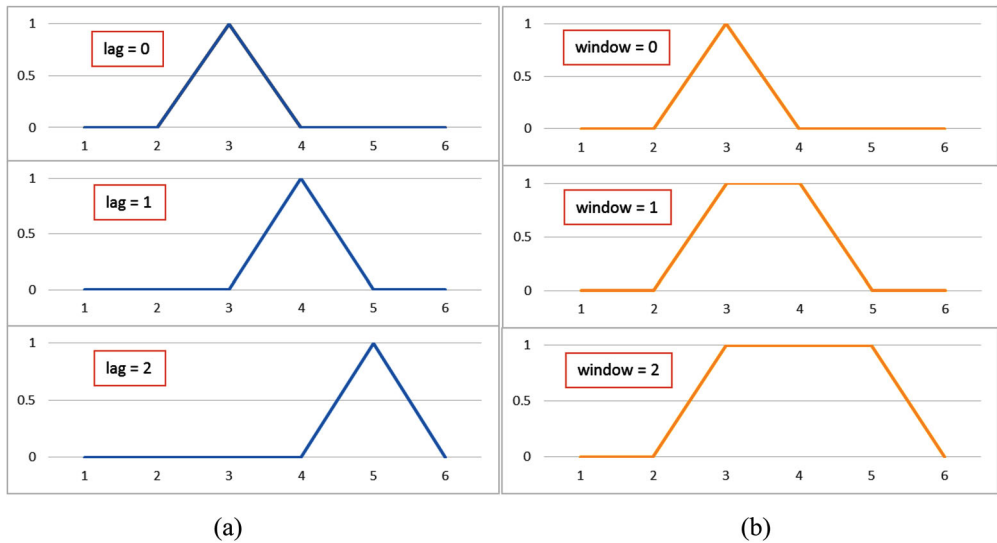 1
lag = 0
0.5
0
1 2 3 4 5 6
1
lag = 1
0.5
0
1 2 3 4 5 6
1
lag = 2
0.5
0
1 2 3 4 5 6
(a)
1
window = 0
0.5
0
1 2 3 4 5 6
1
window = 1
0.5
0
1 2 3 4 5 6
1
window = 2
0.5
0
1 2 3 4 5 6
(b)